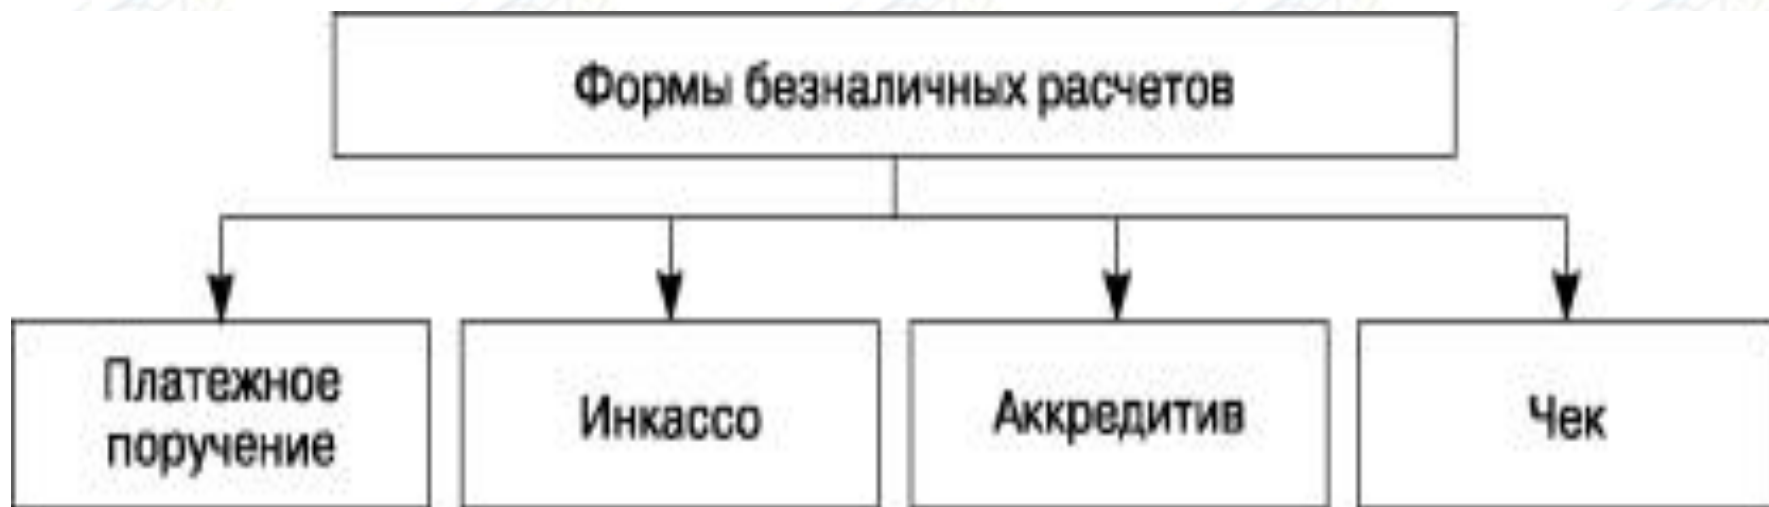 Формы безналичных расчетов
Платежное
поручение
Инкассо
Аккредитив
Чек